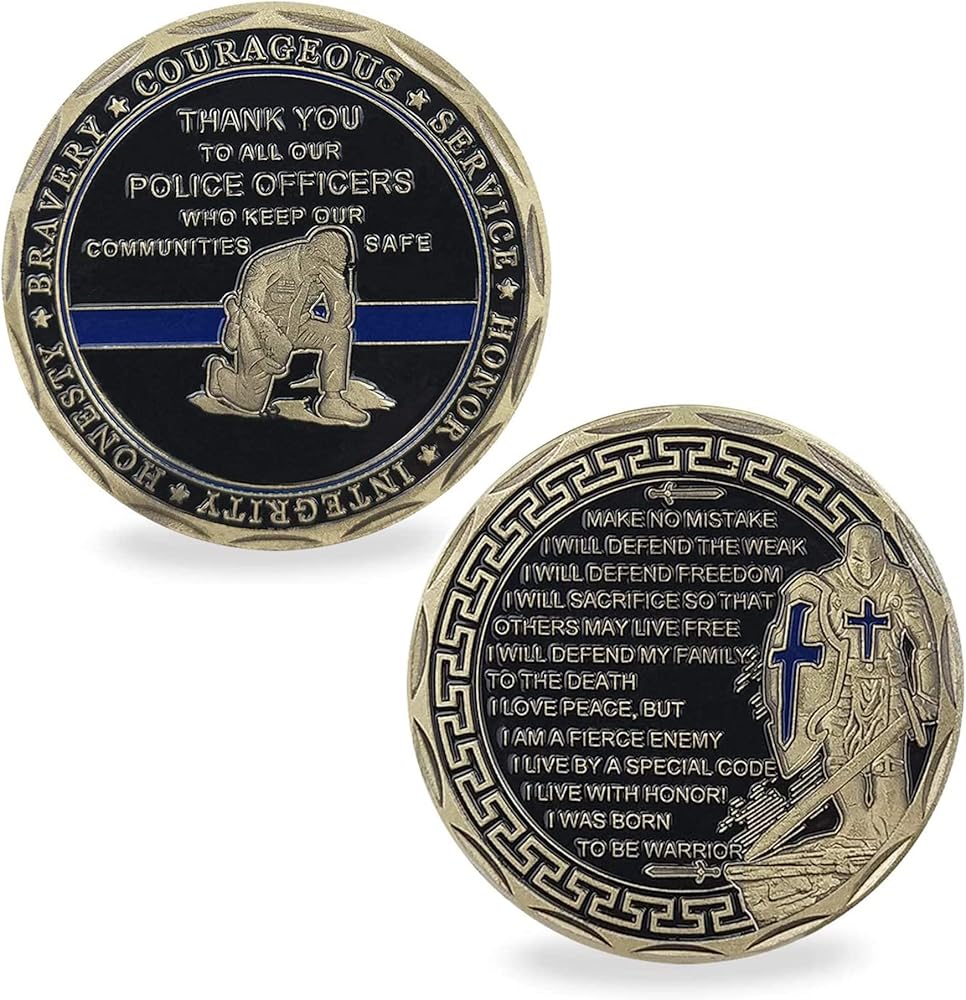 BRAVERY ★ COURAGEOUS ★ SERVICE ★ HONOR ★ INTEGRITY ★ HONESTY ★
THANK YOU
TO ALL OUR
POLICE OFFICERS
WHO KEEP OUR
COMMUNITIES SAFE
MAKE NO MISTAKE
I WILL DEFEND THE WEAK
I WILL DEFEND FREEDOM
I WILL SACRIFICE SO THAT
OTHERS MAY LIVE FREE
I WILL DEFEND MY FAMILY
TO THE DEATH
I LOVE PEACE, BUT
I AM A FIERCE ENEMY
I LIVE BY A SPECIAL CODE
I LIVE WITH HONOR!
I WAS BORN
TO BE WARRIOR